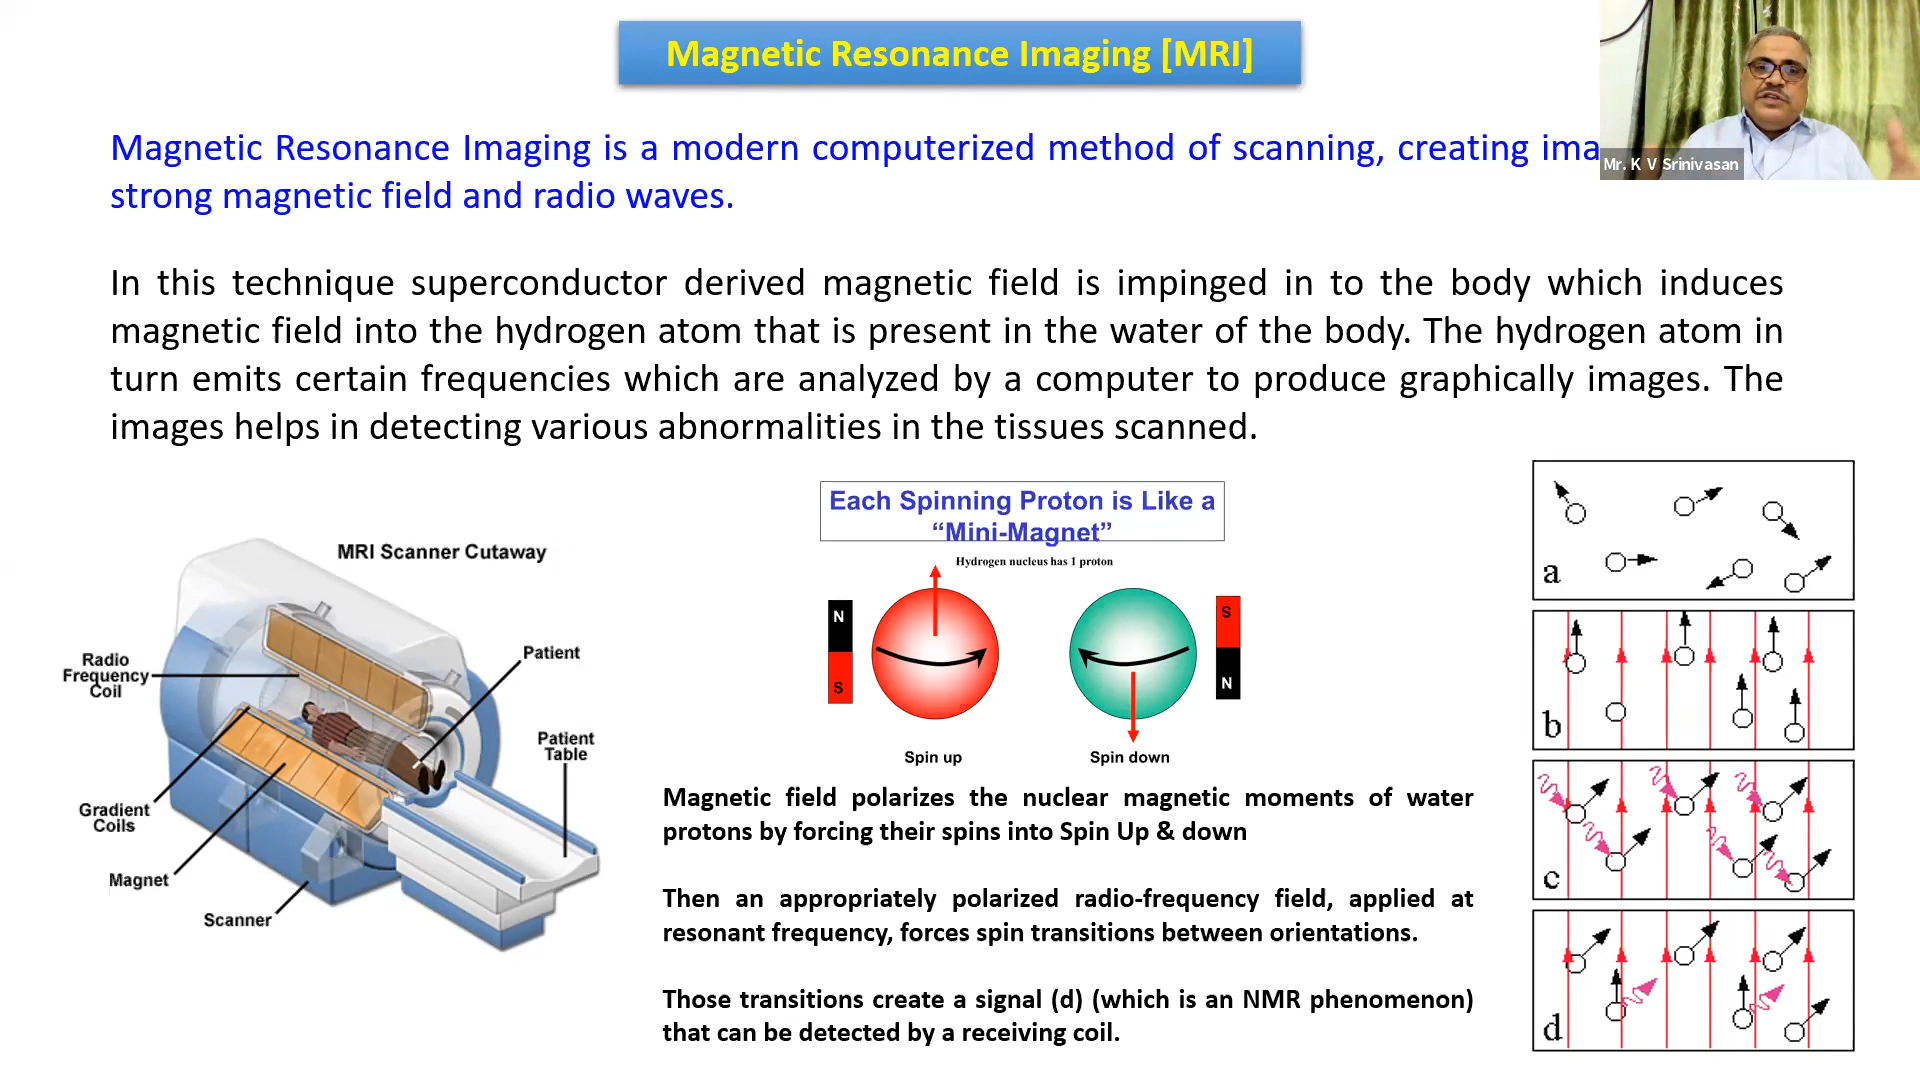 Magnetic Resonance Imaging [MRI]
Mr. K V Srinivasan
Magnetic Resonance Imaging is a modern computerized method of scanning, creating ima
strong magnetic field and radio waves.
In this technique superconductor derived magnetic field is impinged in to the body which induces
magnetic field into the hydrogen atom that is present in the water of the body. The hydrogen atom in
turn emits certain frequencies which are analyzed by a computer to produce graphically images. The
images helps in detecting various abnormalities in the tissues scanned.
MRI Scanner Cutaway
Radio
Frequency
Coil
Patient
Patient
Table
Gradient
Coils
Magnet
Scanner
Each Spinning Proton is Like a
“Mini-Magnet”
Hydrogen nucleus has 1 proton
N
S
S
N
Spin up
Spin down
Magnetic field polarizes the nuclear magnetic moments of water
protons by forcing their spins into Spin Up & down
Then an appropriately polarized radio-frequency field, applied at
resonant frequency, forces spin transitions between orientations.
Those transitions create a signal (d) (which is an NMR phenomenon)
that can be detected by a receiving coil.
a
b
c
d